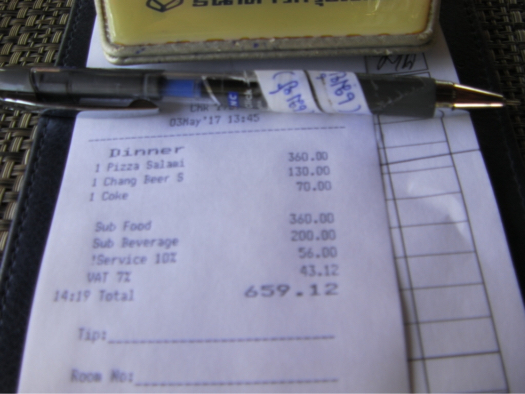 03May'17 13:45
Dinner
1 Pizza Salami 360.00
1 Chang Beer S 130.00
1 Coke 70.00
Sub Food 360.00
Sub Beverage 200.00
!Service 10% 56.00
VAT 7% 43.12
14:19 Total 659.12
Tip:
Room No: